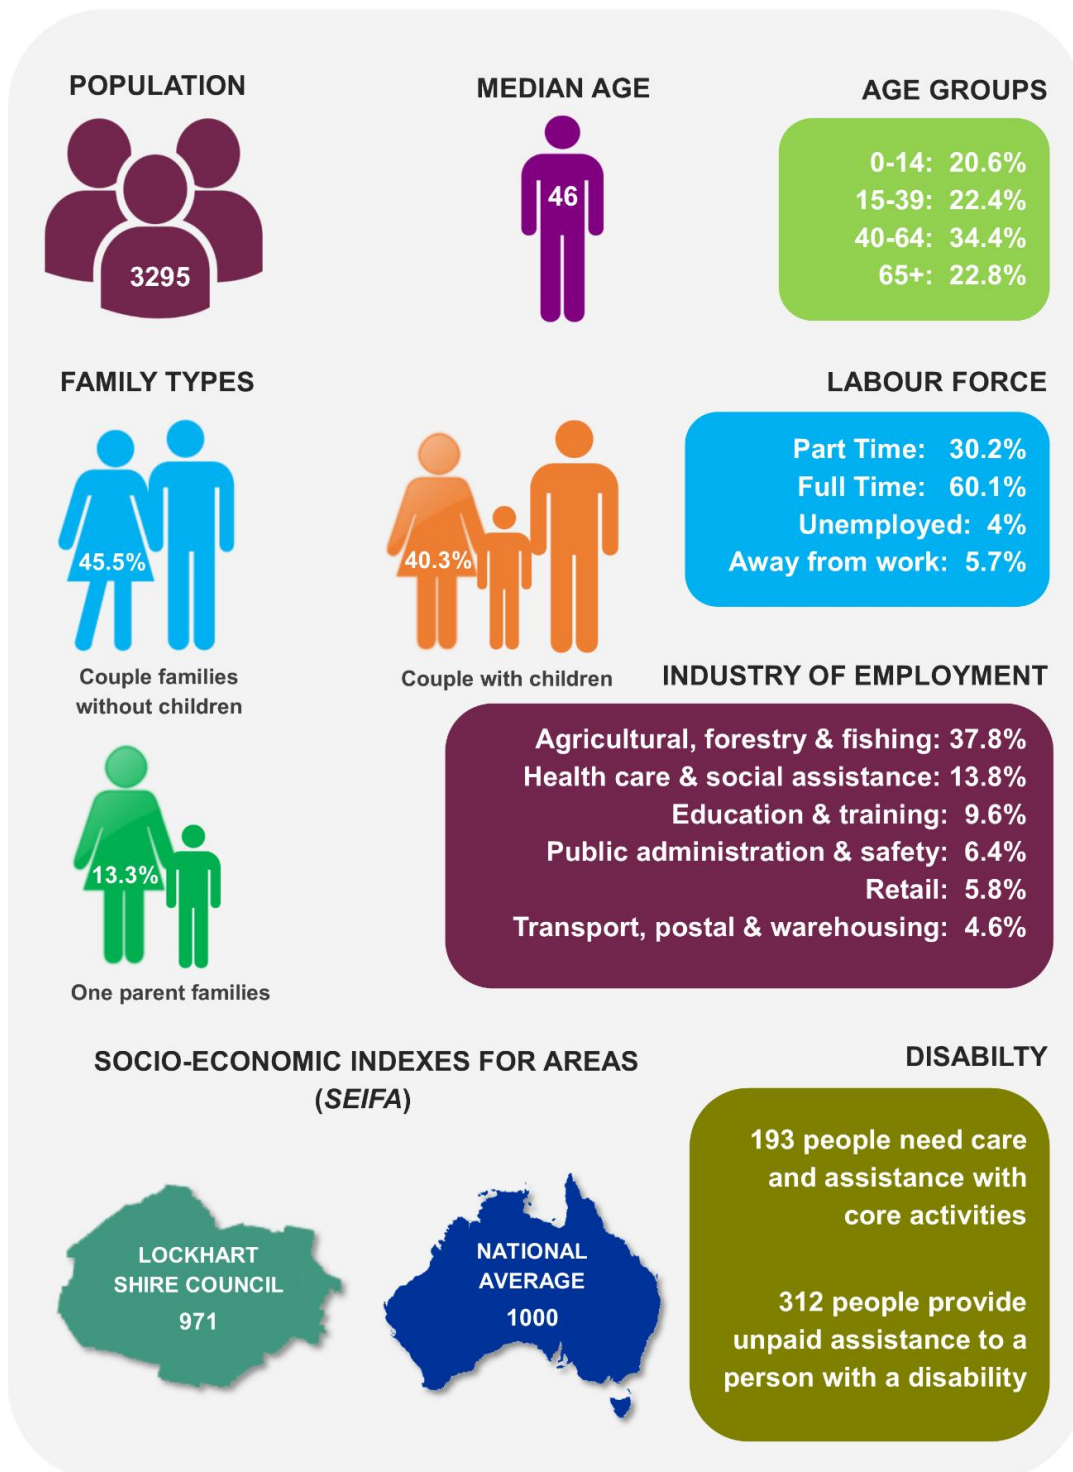 POPULATION
3295
MEDIAN AGE
46
AGE GROUPS
0-14: 20.6%
15-39: 22.4%
40-64: 34.4%
65+: 22.8%
FAMILY TYPES
45.5%
Couple families
without children
40.3%
Couple with children
13.3%
One parent families
LABOUR FORCE
Part Time: 30.2%
Full Time: 60.1%
Unemployed: 4%
Away from work: 5.7%
INDUSTRY OF EMPLOYMENT
Agricultural, forestry & fishing: 37.8%
Health care & social assistance: 13.8%
Education & training: 9.6%
Public administration & safety: 6.4%
Retail: 5.8%
Transport, postal & warehousing: 4.6%
SOCIO-ECONOMIC INDEXES FOR AREAS
(SEIFA)
LOCKHART
SHIRE COUNCIL
971
NATIONAL
AVERAGE
1000
DISABILTY
193 people need care
and assistance with
core activities
312 people provide
unpaid assistance to a
person with a disability